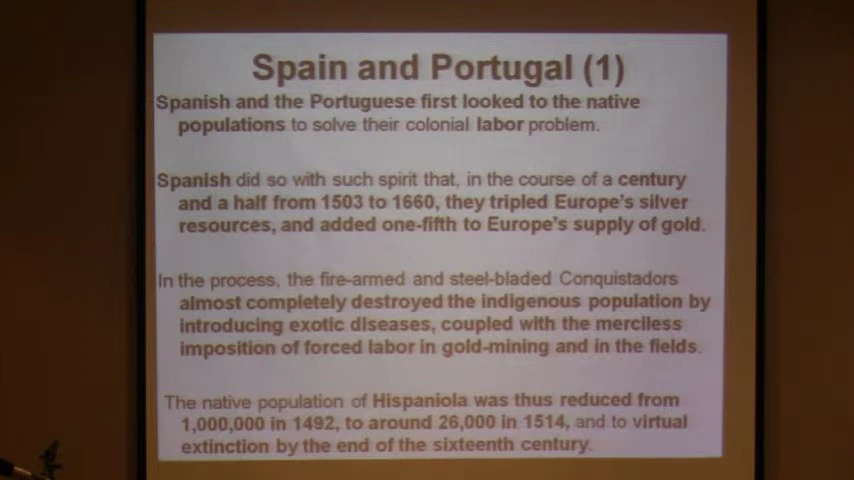 Spain and Portugal (1)
Spanish and the Portuguese first looked to the native
populations to solve their colonial labor problem.
Spanish did so with such spirit that, in the course of a century
and a half from 1503 to 1660, they tripled Europe's silver
resources, and added one-fifth to Europe's supply of gold.
In the process, the fire-armed and steel-bladed Conquistadors
almost completely destroyed the indigenous population by
introducing exotic diseases, coupled with the merciless
imposition of forced labor in gold-mining and in the fields.
The native population of Hispaniola was thus reduced from
1,000,000 in 1492, to around 26,000 in 1514, and to virtual
extinction by the end of the sixteenth century.